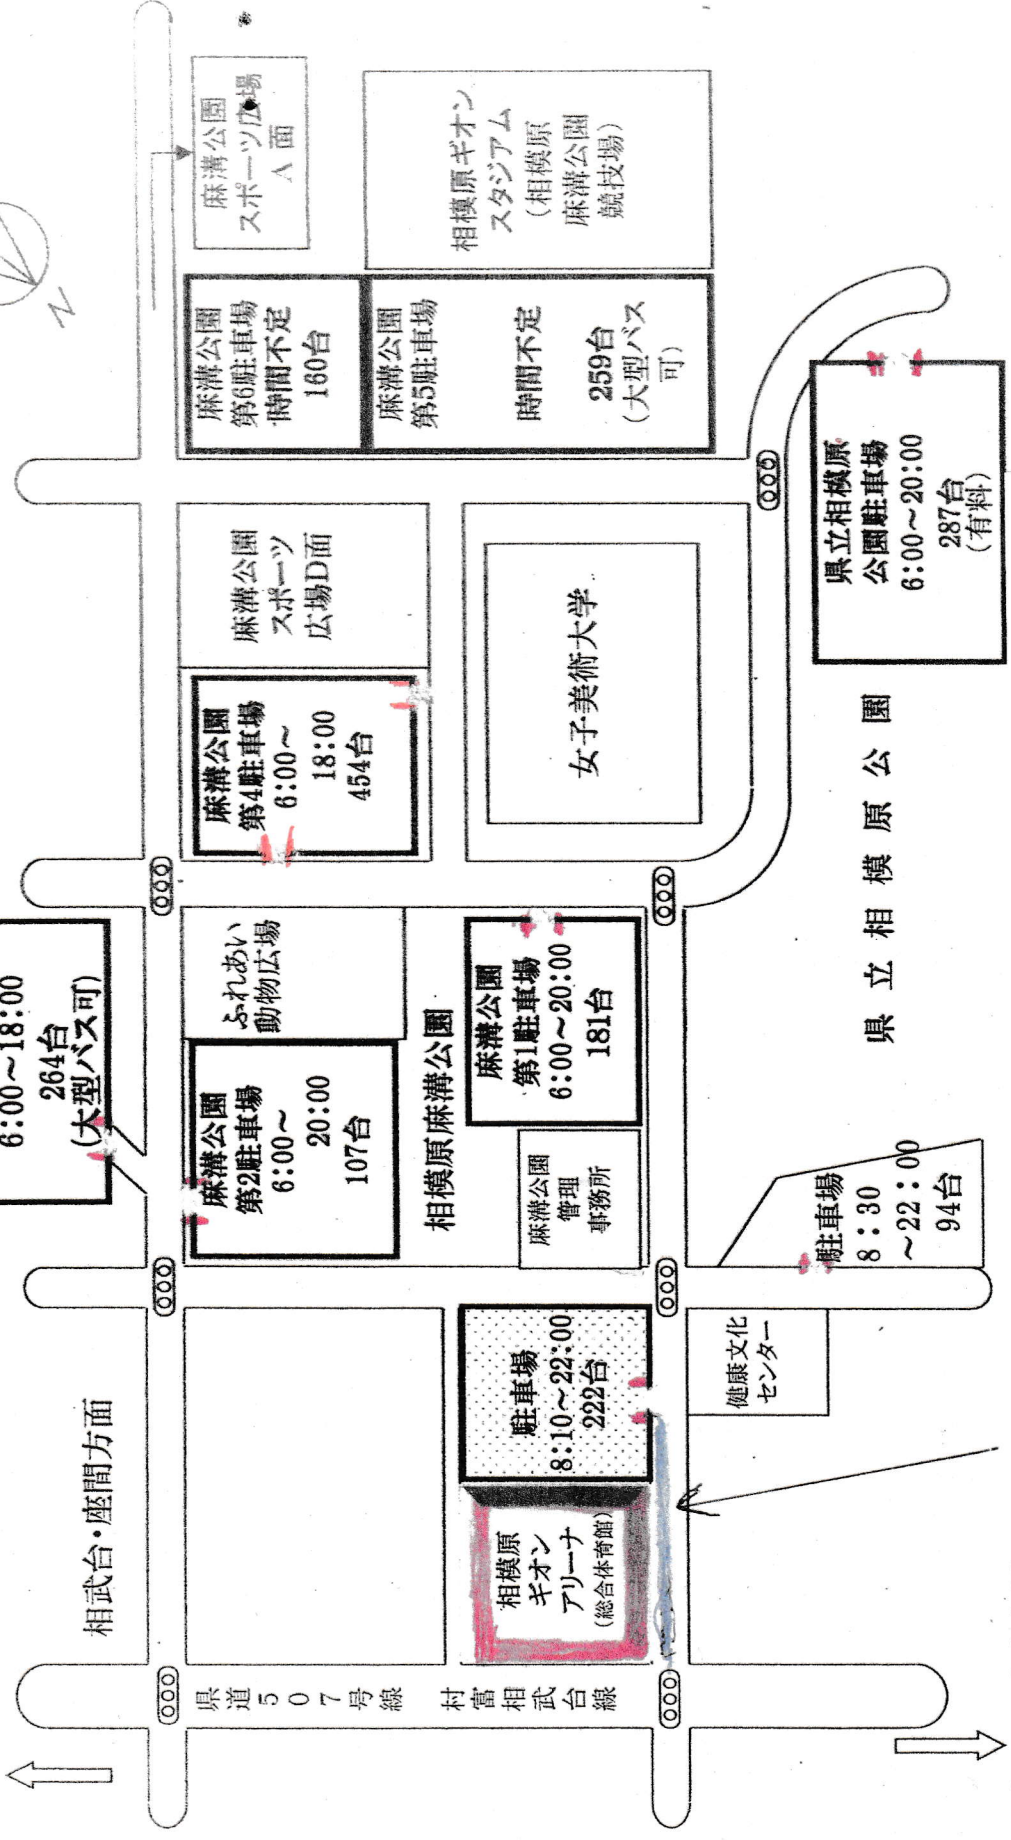 相武台・座間方面
6:00～18:00
264台
(大型バス可)
麻溝公園
スポーツ広場
A面
麻溝公園
第6駐車場
時間不定
160台
麻溝公園
第5駐車場
時間不定
259台
(大型バス
可)
相模原ギオン
スタジアム
(相模原
麻溝公園
競技場)
N
麻溝公園
スポーツ
広場D面
麻溝公園
第4駐車場
6:00～
18:00
454台
女子美術大学
ふれあい
動物広場
麻溝公園
第2駐車場
6:00～
20:00
107台
相模原麻溝公園
麻溝公園
第1駐車場
6:00～20:00
181台
麻溝公園
管理
事務所
県立相模原
公園駐車場
6:00～20:00
287台
(有料)
県立相模原公園
駐車場
8：30
～22：00
94台
健康文化
センター
駐車場
8:10～22:00
222台
相模原
ギオン
アリーナ
(総合体育館)
県道507号線　村富相武台線